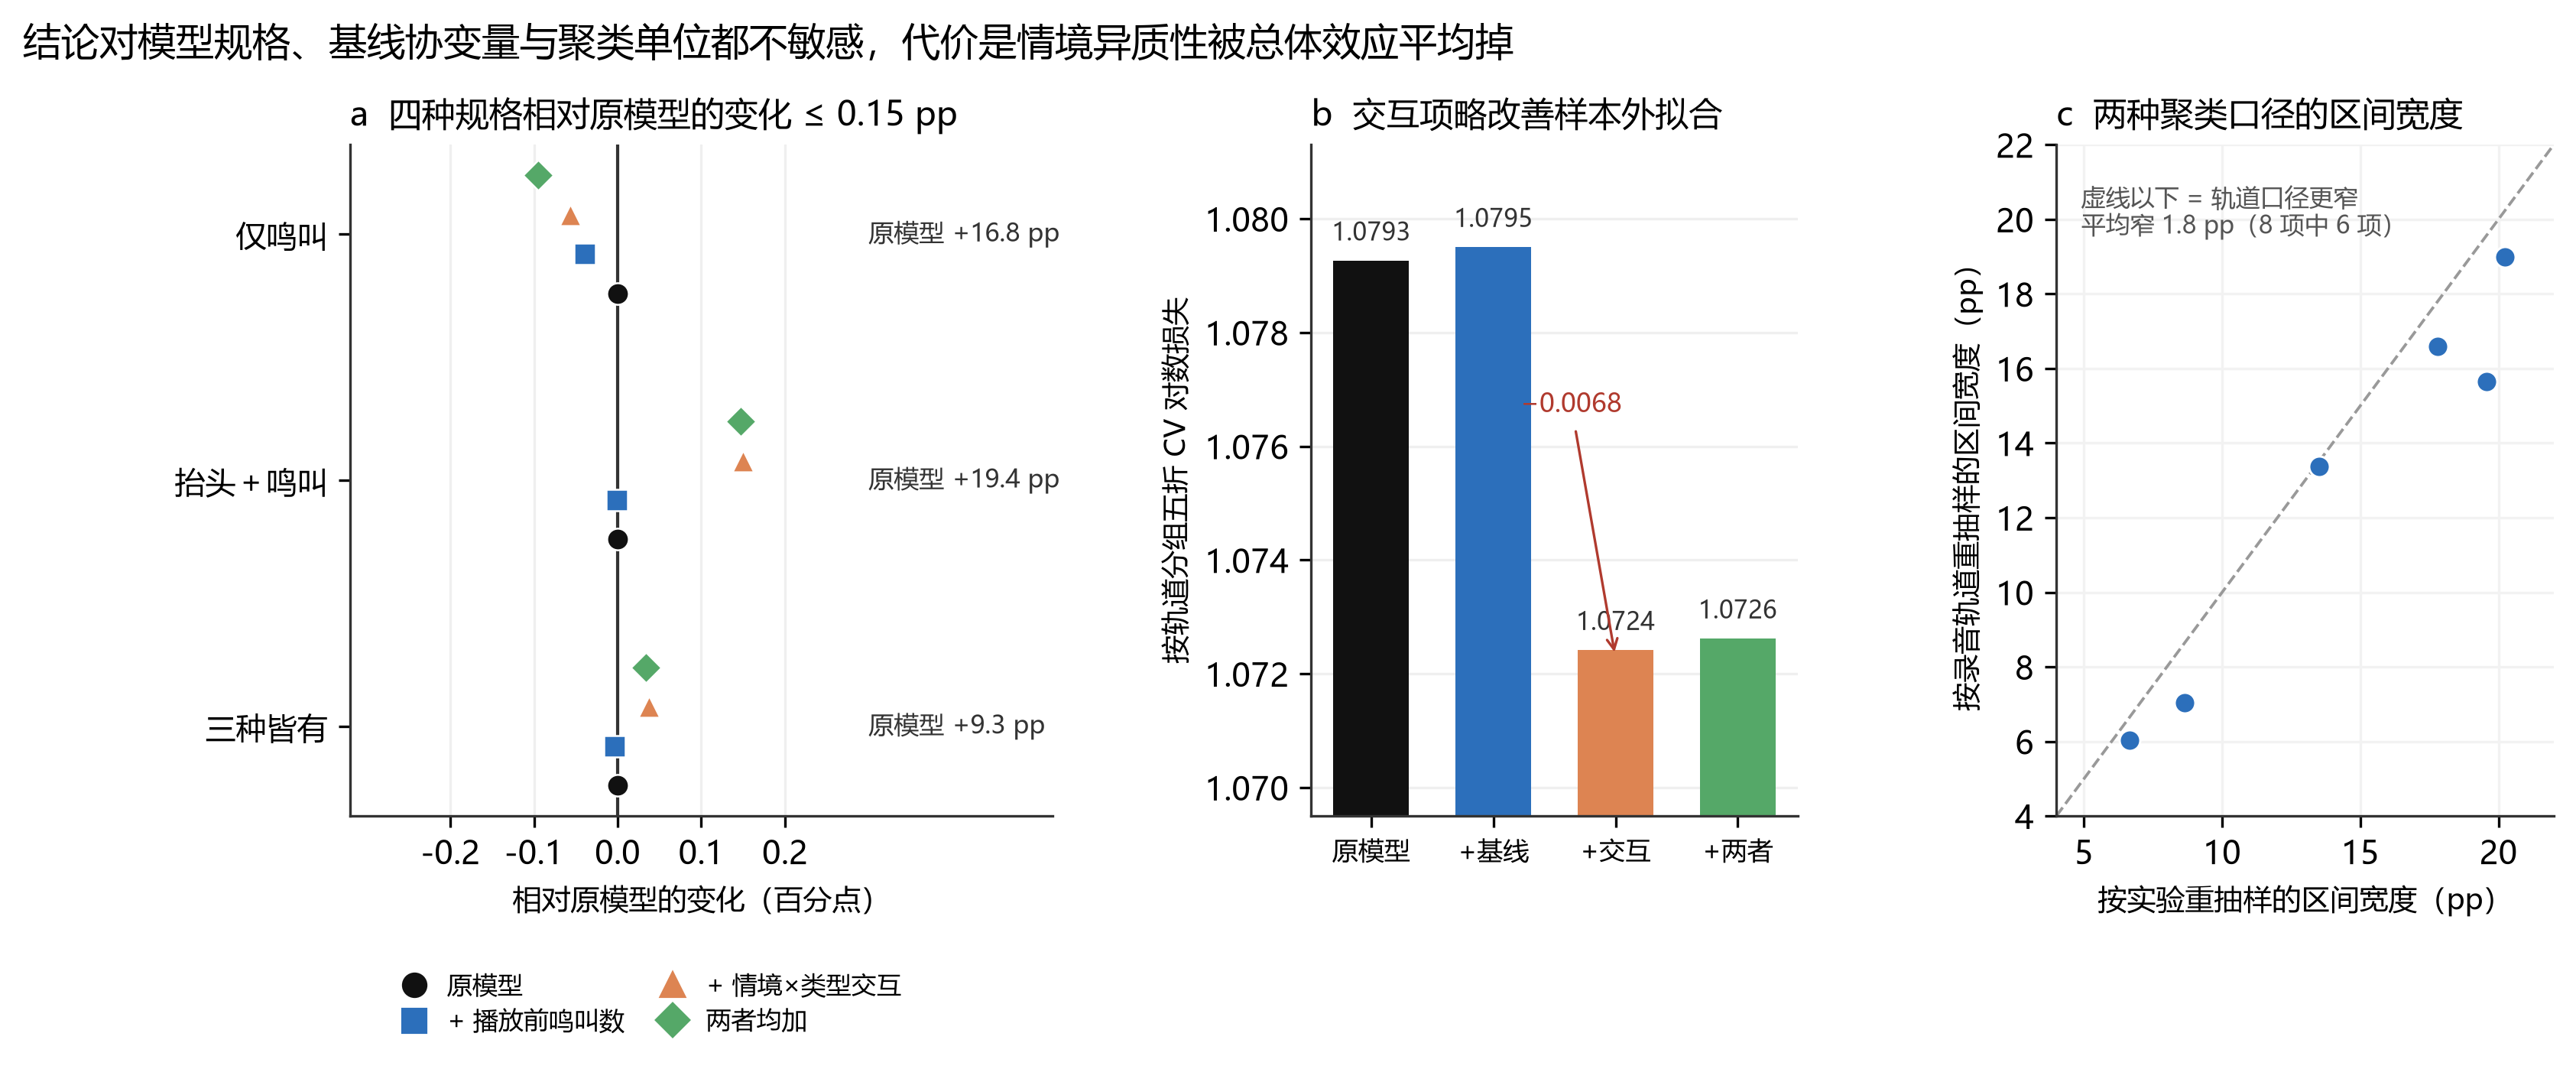 结论对模型规格、基线协变量与聚类单位都不敏感，代价是情境异质性被总体效应平均掉
a 四种规格相对原模型的变化 ≤ 0.15 pp
仅鸣叫
抬头 + 鸣叫
三种皆有
原模型 +16.8 pp
原模型 +19.4 pp
原模型 +9.3 pp
-0.2 -0.1 0.0 0.1 0.2
相对原模型的变化（百分点）
原模型
+ 播放前鸣叫数
+ 情境×类型交互
两者均加
b 交互项略改善样本外拟合
按轨道分组五折 CV 对数损失
1.080
1.078
1.076
1.074
1.072
1.070
1.0793
1.0795
−0.0068
1.0724
1.0726
原模型 +基线 +交互 +两者
c 两种聚类口径的区间宽度
按录音轨道重抽样的区间宽度（pp）
22
20
18
16
14
12
10
8
6
4
虚线以下 = 轨道口径更窄
平均窄 1.8 pp（8 项中 6 项）
5 10 15 20
按实验重抽样的区间宽度（pp）